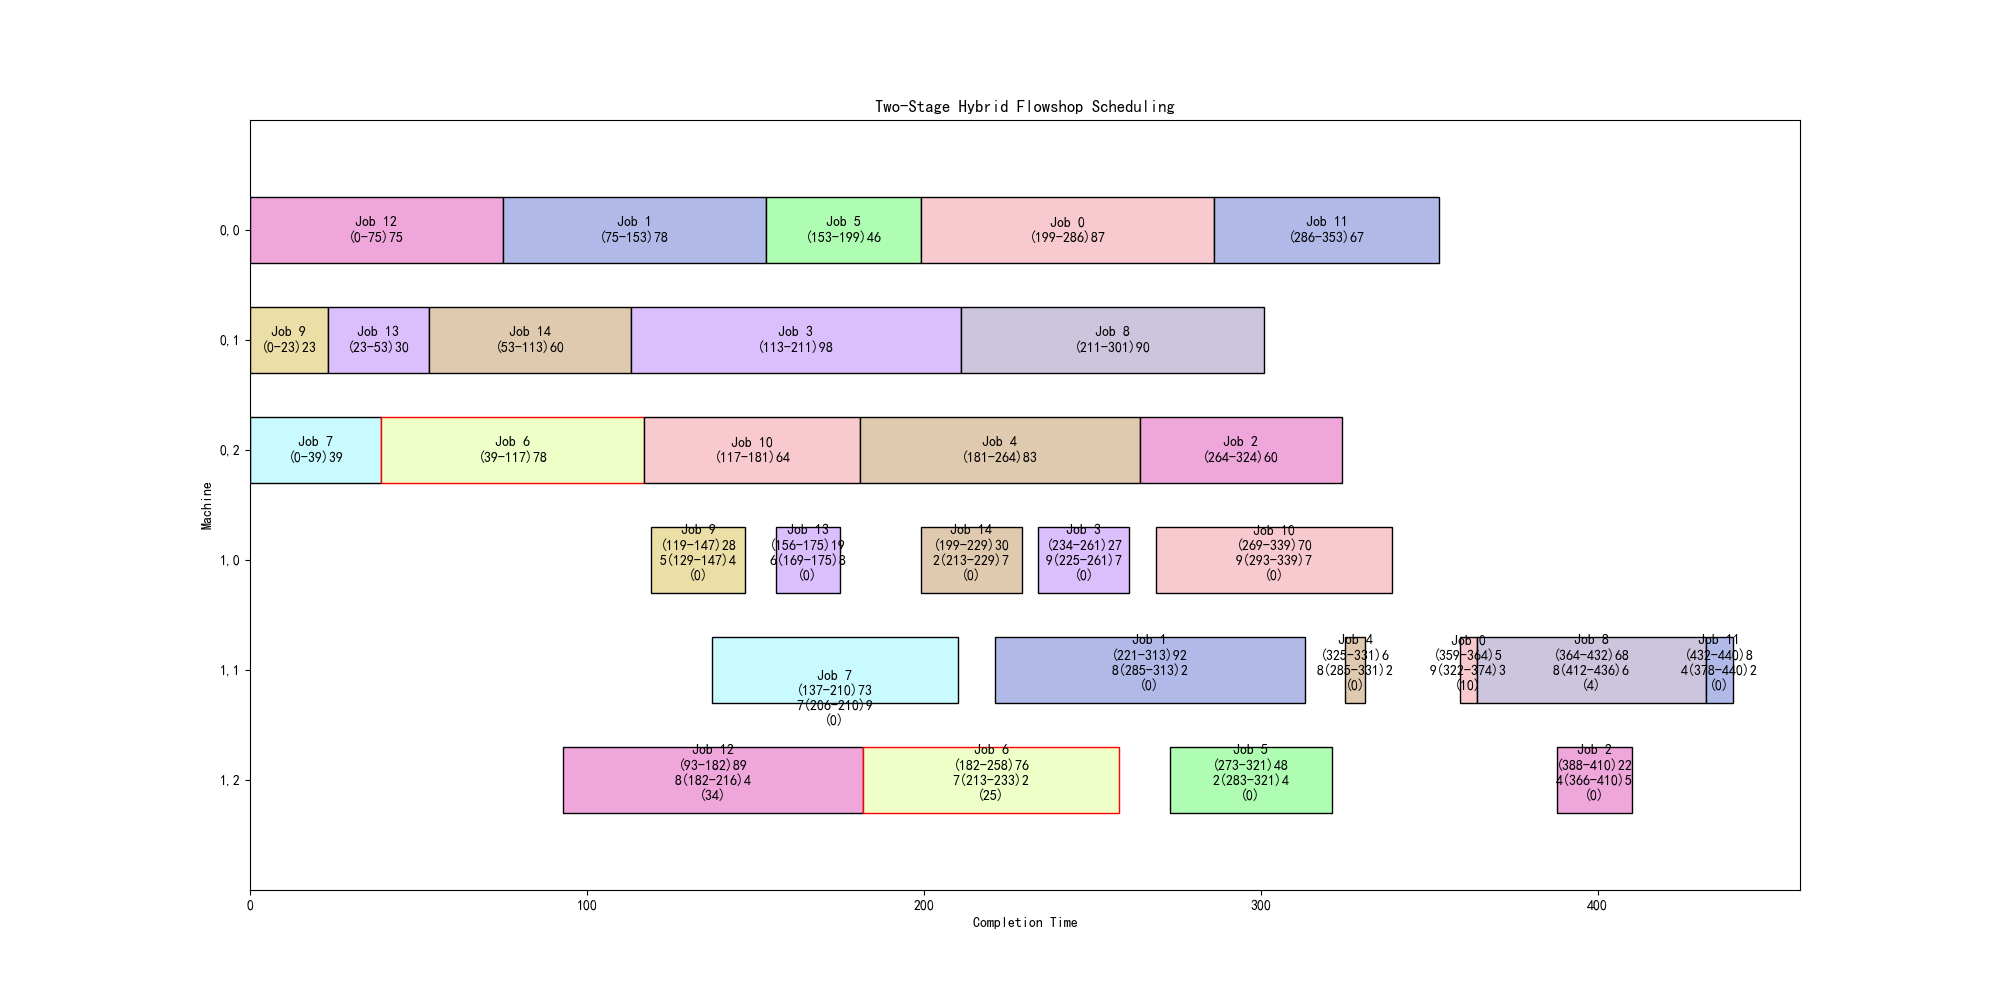 Two-Stage Hybrid Flowshop Scheduling
Machine
0,0
Job 12
(0-75)75
Job 1
(75-153)78
Job 5
(153-199)46
Job 0
(199-286)87
Job 11
(286-353)67
0,1
Job 9
(0-23)23
Job 13
(23-53)30
Job 14
(53-113)60
Job 3
(113-211)98
Job 8
(211-301)90
0,2
Job 7
(0-39)39
Job 6
(39-117)78
Job 10
(117-181)64
Job 4
(181-264)83
Job 2
(264-324)60
1,0
Job 9
(119-147)28
5(129-147)4
(0)
Job 13
(156-175)19
6(169-175)8
(0)
Job 14
(199-229)30
2(213-229)7
(0)
Job 3
(234-261)27
9(225-261)7
(0)
Job 10
(269-339)70
9(293-339)7
(0)
1,1
Job 7
(137-210)73
7(206-210)9
(0)
Job 1
(221-313)92
8(285-313)2
(0)
Job 4
(325-331)6
8(285-331)2
(0)
Job 0
(359-364)5
9(322-374)3
(10)
Job 8
(364-432)68
8(412-436)6
(4)
Job 11
(432-440)8
4(378-440)2
(0)
1,2
Job 12
(93-182)89
8(182-216)4
(34)
Job 6
(182-258)76
7(213-233)2
(25)
Job 5
(273-321)48
2(283-321)4
(0)
Job 2
(388-410)22
4(366-410)5
(0)
0
100
200
300
400
Completion Time